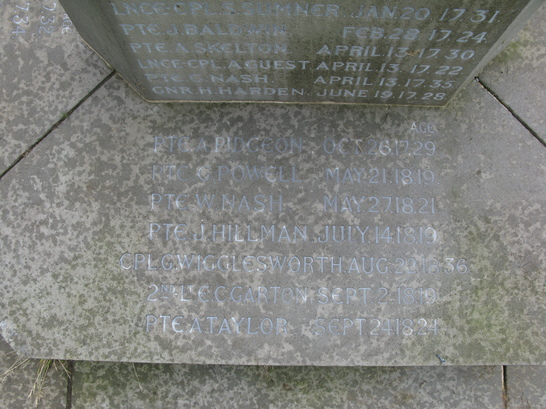 LNCE-CPL. S. SUMNER JAN.20.17.31
PTE.J.BALDWIN FEB.28.17.24
PTE.A.SKELTON APRIL.13.17.30
LNCE-CPL.A.GUEST APRIL.13.17.22
PTE.G.NASH. APRIL.13.17.35
GNR.H.HARDEN. JUNE 19.17.28
AGE
PTE.A.PIDGEON OCT.26.17.29
PTE.G.POWELL MAY.21.18.19
PTE.W.NASH MAY.27.18.21
PTE.J.HILLMAN JULY.14.18.19
CPL.G.WIGGLESWORTH AUG.22.18.36
2ND LT C.C.GARTON SEPT.2.18.19
PTE.A.TAYLOR SEPT.24.18.24